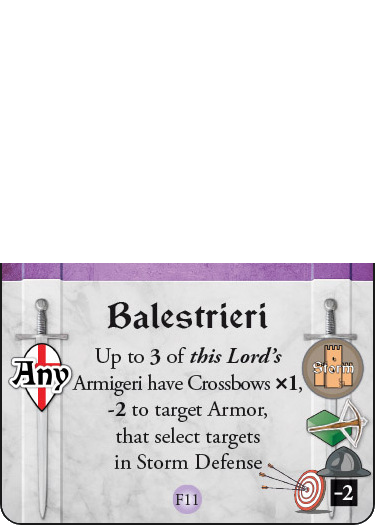 Balestrieri
Any
Up to 3 of this Lord's
Armigeri have Crossbows ×1,
-2 to target Armor,
that select targets
in Storm Defense
Storm
-2
F11